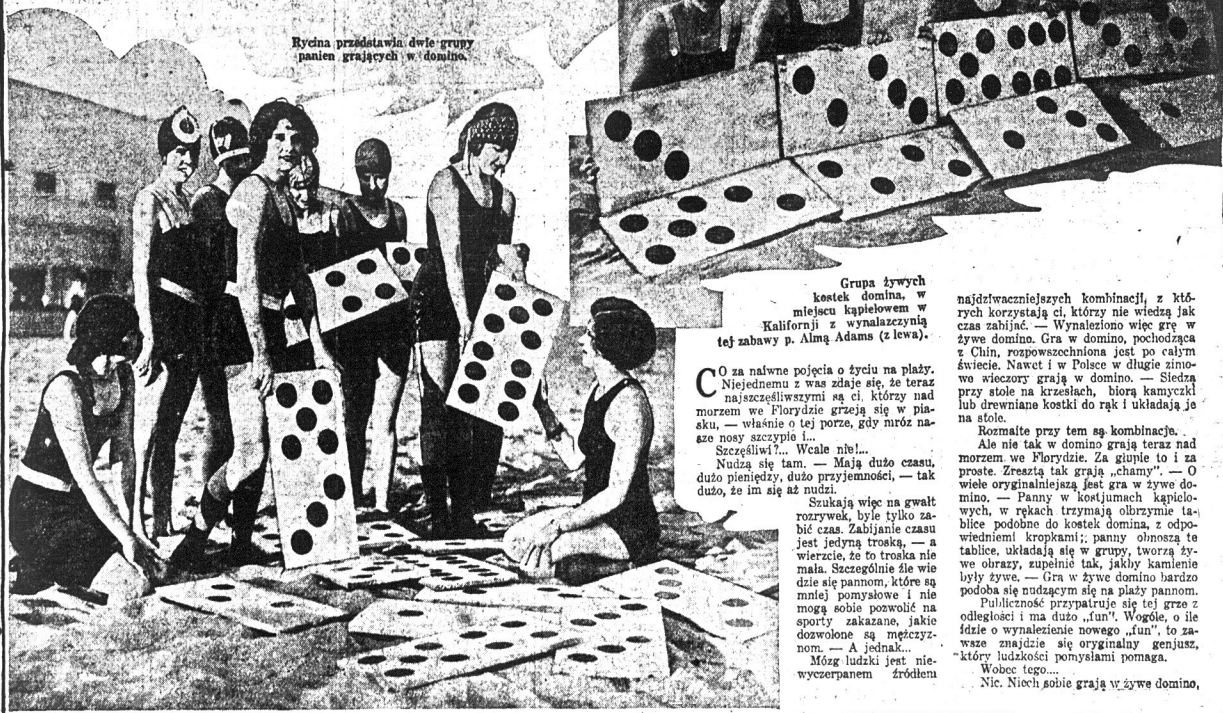 Rycina przedstawia dwie grupy
panien grających w domino.
Grupa żywych
kostek domina, w
miejscu kąpielowem w
Kalifornji z wynalazczynią
tej zabawy p. Almą Adams (z lewa).
CO za naiwne pojęcia o życiu na plaży.
Niejednemu z was zdaje się, że teraz
najszczęśliwszymi są ci, którzy nad
morzem we Florydzie grzeją się w pia-
sku, — właśnie o tej porze, gdy mróz na-
sze nosy szczypie i...
Szczęśliwi?... Wcale nie!...
Nudzą się tam. — Mają dużo czasu,
dużo pieniędzy, dużo przyjemności, — tak
dużo, że im się aż nudzi.
Szukają więc na gwałt
rozrywek, byle tylko za-
bić czas. Zabijanie czasu
jest jedyną troską, — a
wierzcie, że to troska nie
mała. Szczególnie źle wie
dzie się pannom, które są
mniej pomysłowe i nie
mogą sobie pozwolić na
sporty zakazane, jakie
dozwolone są mężczyz-
nom. — A jednak...
Mózg ludzki jest nie-
wyczerpanem źródłem
najdziwaczniejszych kombinacji, z któ-
rych korzystają ci, którzy nie wiedzą jak
czas zabijać. — Wynaleziono więc grę w
żywe domino. Gra w domino, pochodząca
z Chin, rozpowszechniona jest po całym
świecie. Nawet i w Polsce w długie zimo-
we wieczory grają w domino. — Siedzą
przy stole na krzesłach, biorą kamyczki
lub drewniane kostki do rąk i układają je
na stole.
Rozmaite przy tem są kombinacje.
Ale nie tak w domino grają teraz nad
morzem we Florydzie. Za głupie to i za
proste. Zresztą tak grają „chamy". — O
wiele oryginalniejszą jest gra w żywe do-
mino. — Panny w kostjumach kąpielo-
wych, w rękach trzymają olbrzymie ta-
blice podobne do kostek domina, z odpo-
wiedniemi kropkami; panny obnoszą te
tablice, układają się w grupy, tworzą ży-
we obrazy, zupełnie tak, jakby kamienie
były żywe. — Gra w żywe domino bardzo
podoba się nudzącym się na plaży pannom.
Publiczność przypatruje się tej grze z
odległości i ma dużo „fun". Wogóle, o ile
idzie o wynalezienie nowego „fun", to za-
wsze znajdzie się oryginalny genjusz,
który ludzkości pomysłami pomaga.
Wobec tego....
Nic. Niech sobie grają w żywe domino,